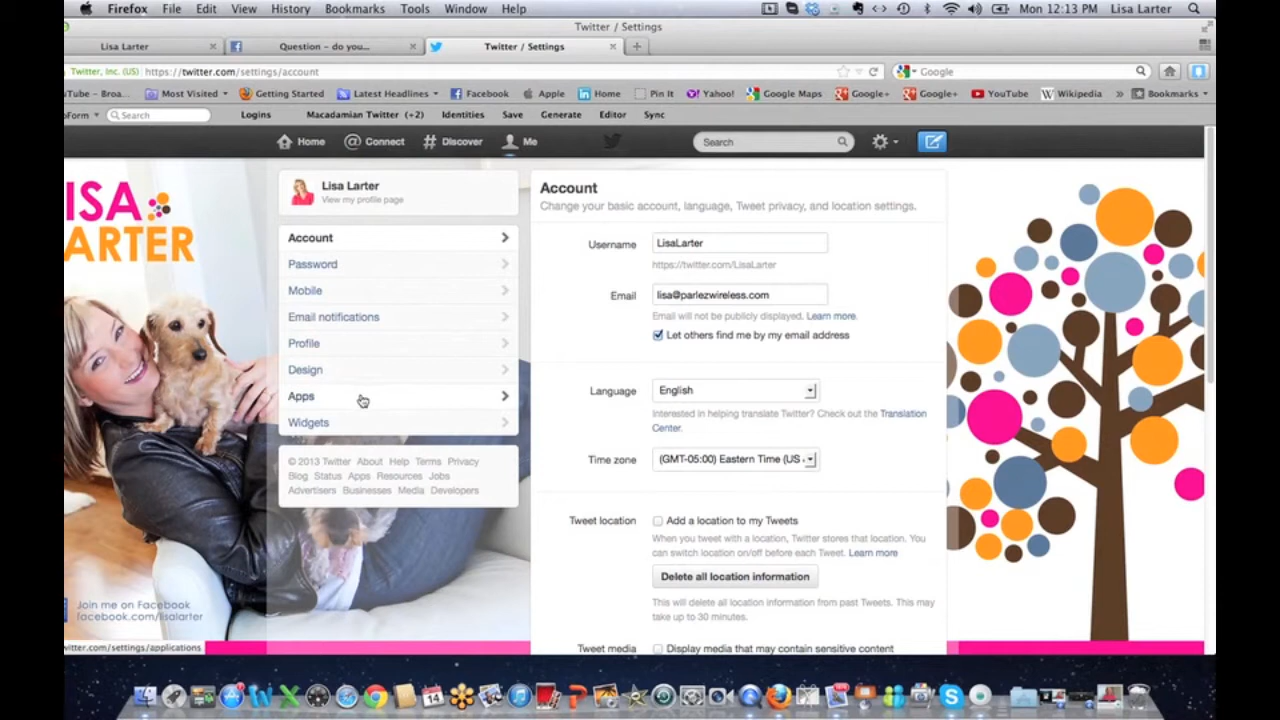 Firefox File Edit View History Bookmarks Tools Window Help Mon 12:13 PM Lisa Larter
Twitter / Settings
Lisa Larter Question – do you... Twitter / Settings
Twitter, Inc. (US) https://twitter.com/settings/account Google
Most Visited Getting Started Latest Headlines Facebook Apple Home Pin It Yahoo! Google Maps Google+ Google+ YouTube Wikipedia Bookmarks
Search Logins Macadamian Twitter (+2) Identities Save Generate Editor Sync
Home Connect Discover Me Search
Lisa Larter
View my profile page
Account
Password
Mobile
Email notifications
Profile
Design
Apps
Widgets
© 2013 Twitter About Help Terms Privacy
Blog Status Apps Resources Jobs
Advertisers Businesses Media Developers
Account
Change your basic account, language, Tweet privacy, and location settings.
Username LisaLarter
https://twitter.com/LisaLarter
Email lisa@parlezwireless.com
Email will not be publicly displayed. Learn more.
Let others find me by my email address
Language English
Interested in helping translate Twitter? Check out the Translation
Center.
Time zone (GMT-05:00) Eastern Time (US
Tweet location Add a location to my Tweets
When you tweet with a location, Twitter stores that location. You
can switch location on/off before each Tweet. Learn more
Delete all location information
This will delete all location information from past Tweets. This may
take up to 30 minutes.
Tweet media Display media that may contain sensitive content
ISA
ARTER
Join me on Facebook
facebook.com/lisalarter
witter.com/settings/applications